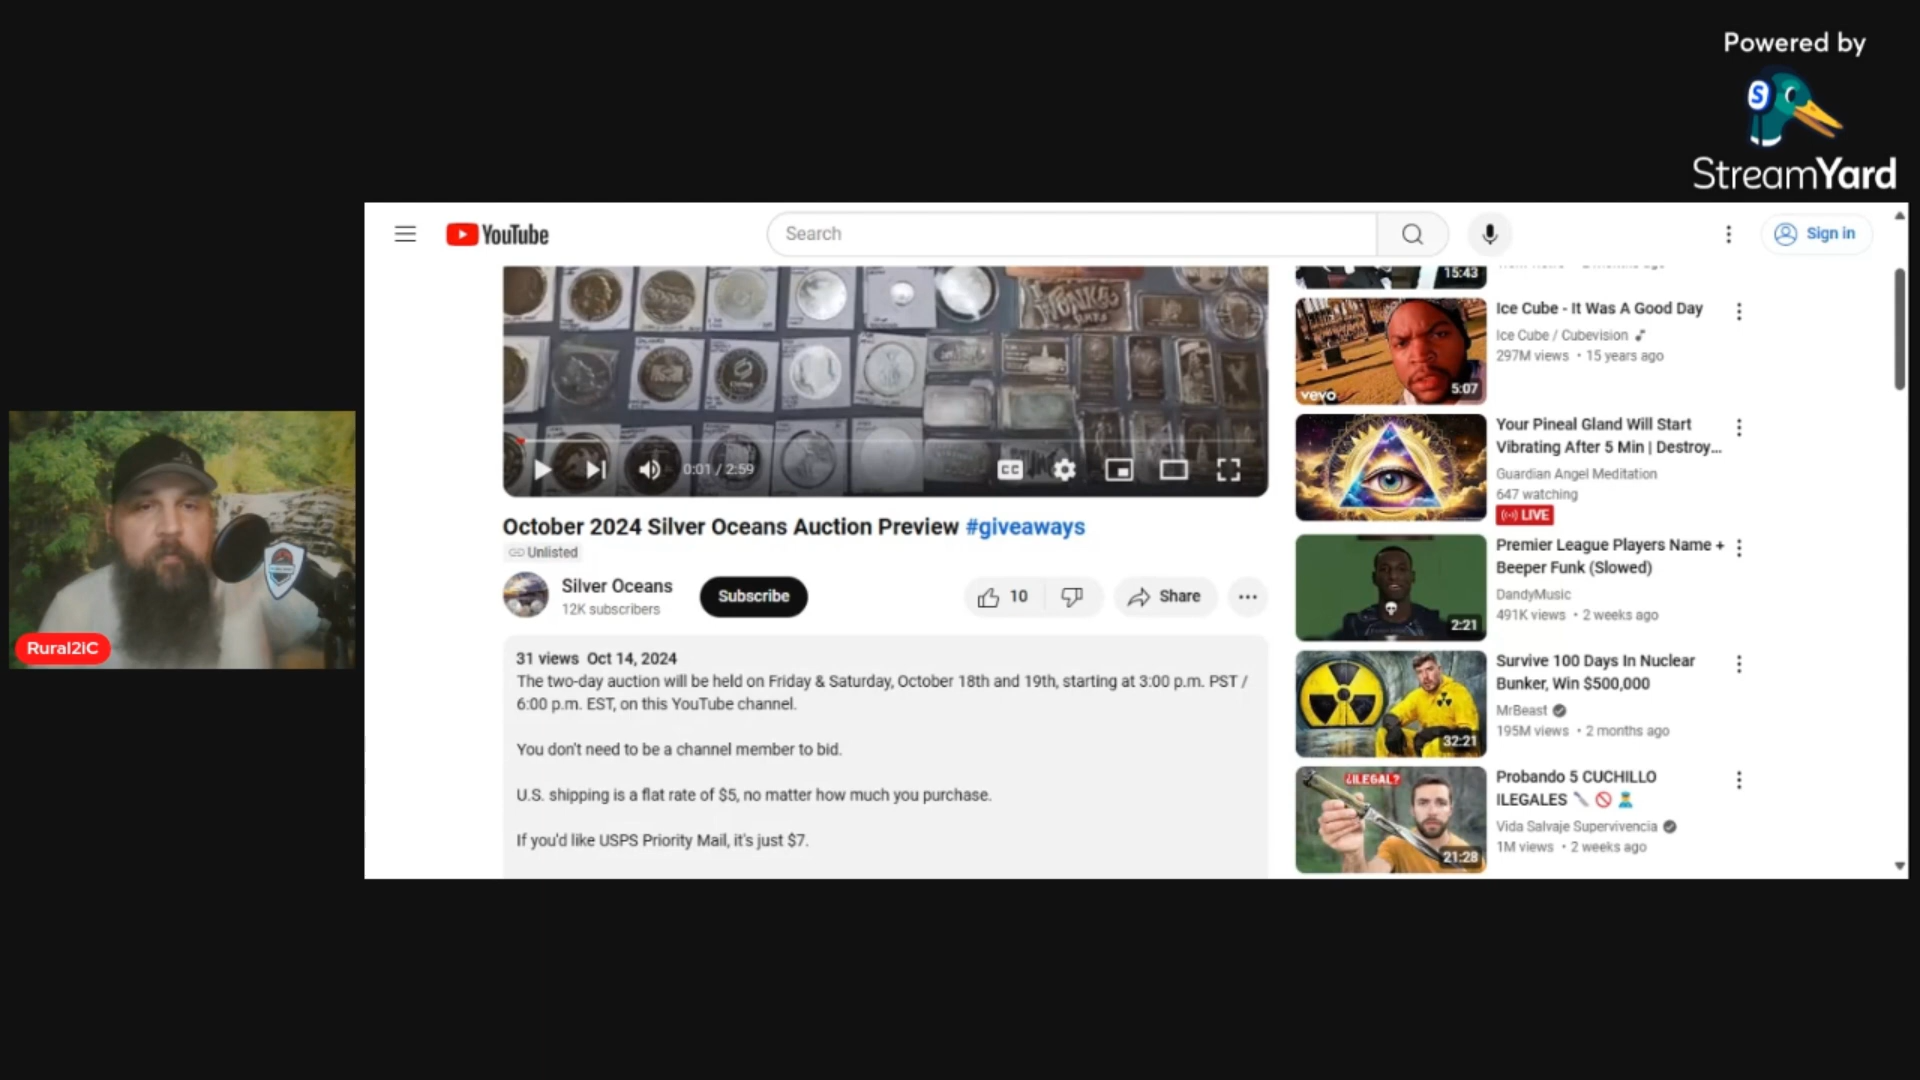 Powered by
StreamYard
YouTube
Search
Sign in
0:01 / 2:59
CC
October 2024 Silver Oceans Auction Preview #giveaways
Unlisted
Silver Oceans
12K subscribers
Subscribe
10
Share
31 views Oct 14, 2024
The two-day auction will be held on Friday & Saturday, October 18th and 19th, starting at 3:00 p.m. PST /
6:00 p.m. EST, on this YouTube channel.
You don't need to be a channel member to bid.
U.S. shipping is a flat rate of $5, no matter how much you purchase.
If you'd like USPS Priority Mail, it's just $7.
15:43
Ice Cube - It Was A Good Day
Ice Cube / Cubevision
297M views • 15 years ago
vevo
5:07
Your Pineal Gland Will Start
Vibrating After 5 Min | Destroy...
Guardian Angel Meditation
647 watching
LIVE
Premier League Players Name +
Beeper Funk (Slowed)
DandyMusic
491K views • 2 weeks ago
2:21
Survive 100 Days In Nuclear
Bunker, Win $500,000
MrBeast
195M views • 2 months ago
32:21
Probando 5 CUCHILLO
ILEGALES
Vida Salvaje Supervivencia
1M views • 2 weeks ago
¿ILEGAL?
21:28
Rural2iC